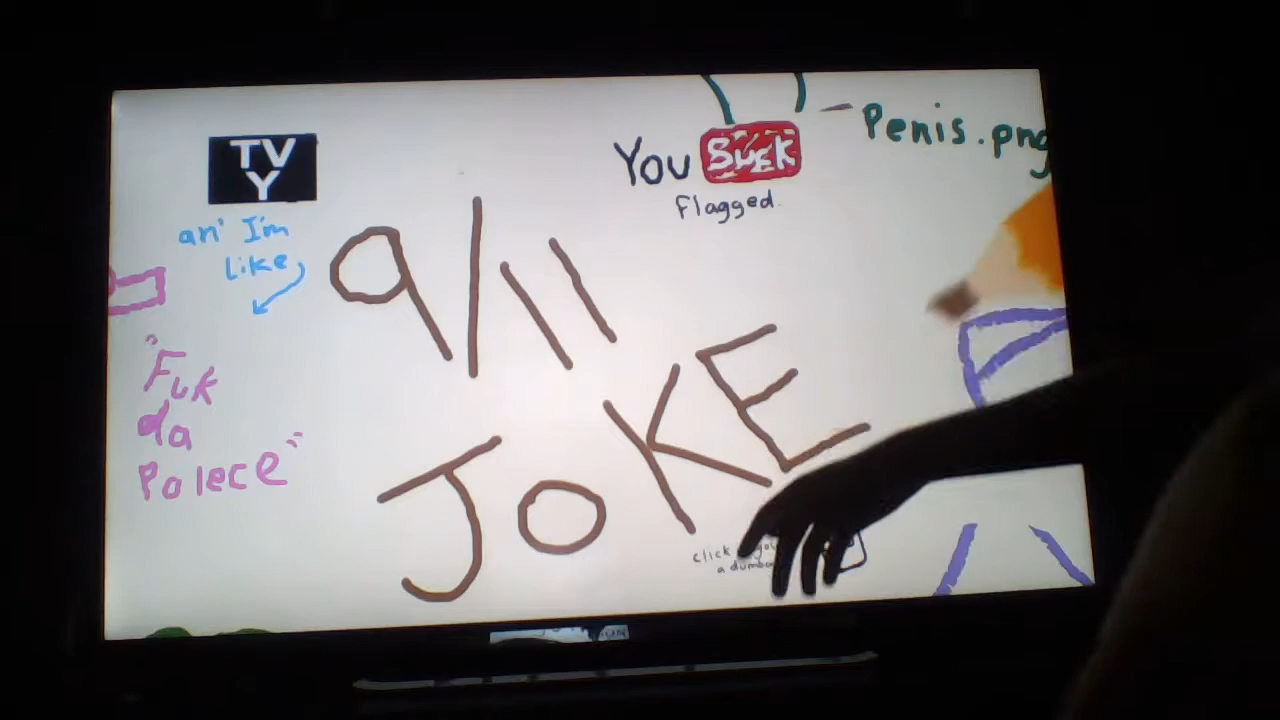 TV
Y
an' I'm
like
"Fuk
da
Polece"
9/11
JOKE
You Suck
flagged.
Penis.png
click
a